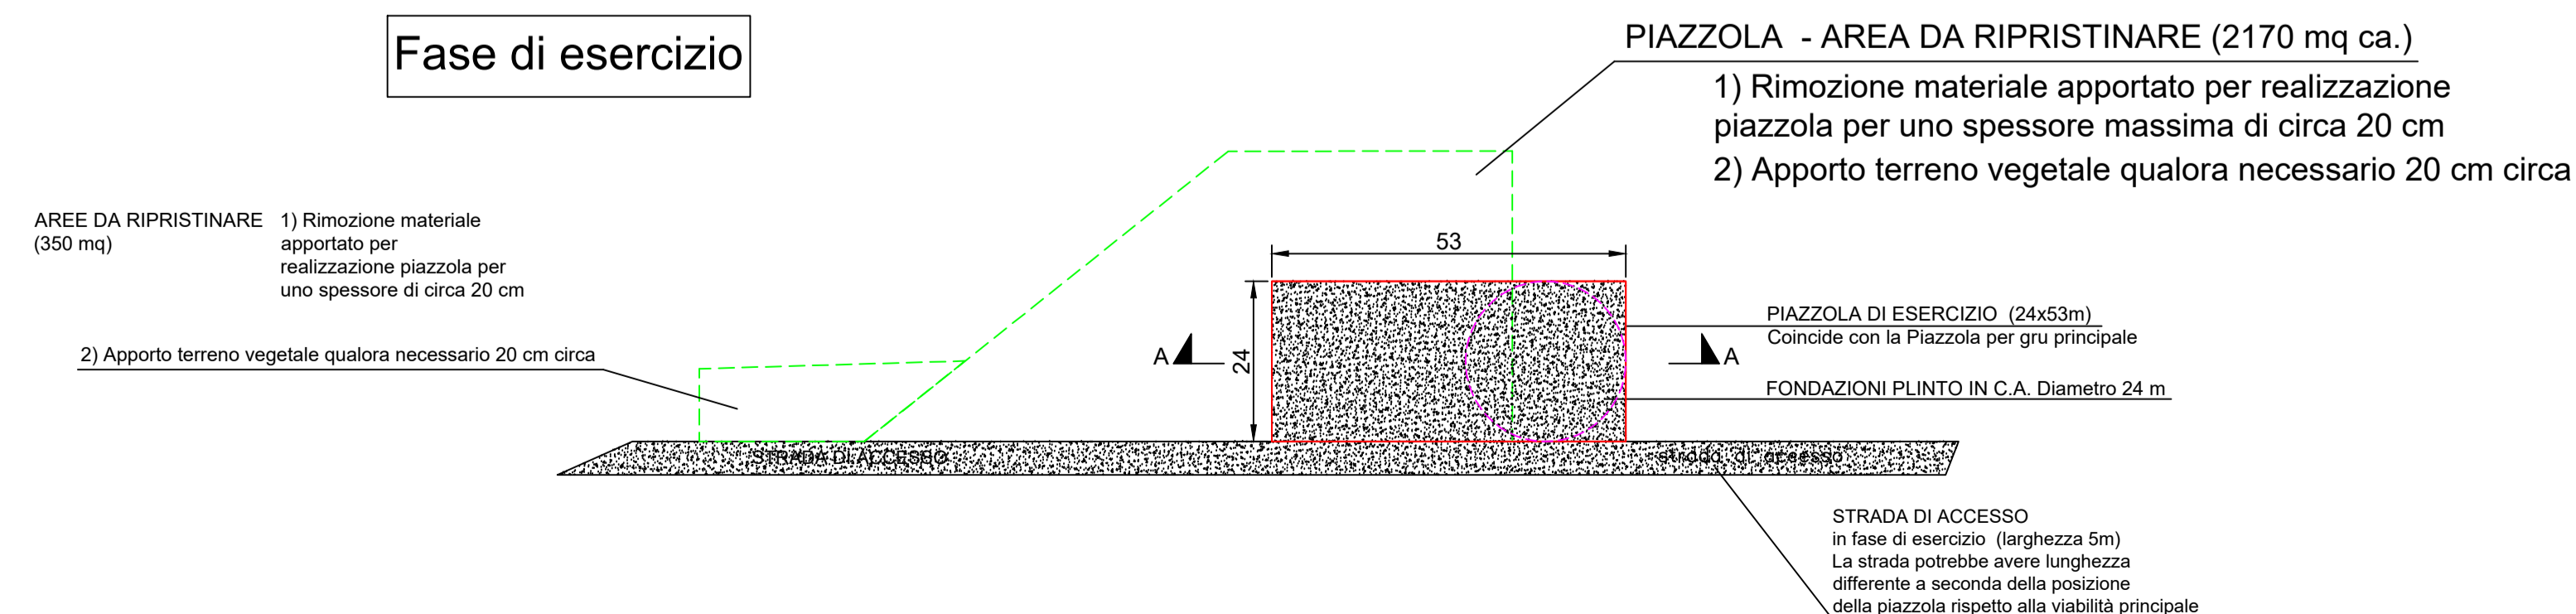 Fase di esercizio
PIAZZOLA - AREA DA RIPRISTINARE (2170 mq ca.)
1) Rimozione materiale apportato per realizzazione
piazzola per uno spessore massima di circa 20 cm
2) Apporto terreno vegetale qualora necessario 20 cm circa
AREE DA RIPRISTINARE
(350 mq)
1) Rimozione materiale
apportato per
realizzazione piazzola per
uno spessore di circa 20 cm
2) Apporto terreno vegetale qualora necessario 20 cm circa
53
24
A
A
PIAZZOLA DI ESERCIZIO (24x53m)
Coincide con la Piazzola per gru principale
FONDAZIONI PLINTO IN C.A. Diametro 24 m
STRADA DI ACCESSO
strada di accesso
STRADA DI ACCESSO
in fase di esercizio (larghezza 5m)
La strada potrebbe avere lunghezza
differente a seconda della posizione
della piazzola rispetto alla viabilità principale